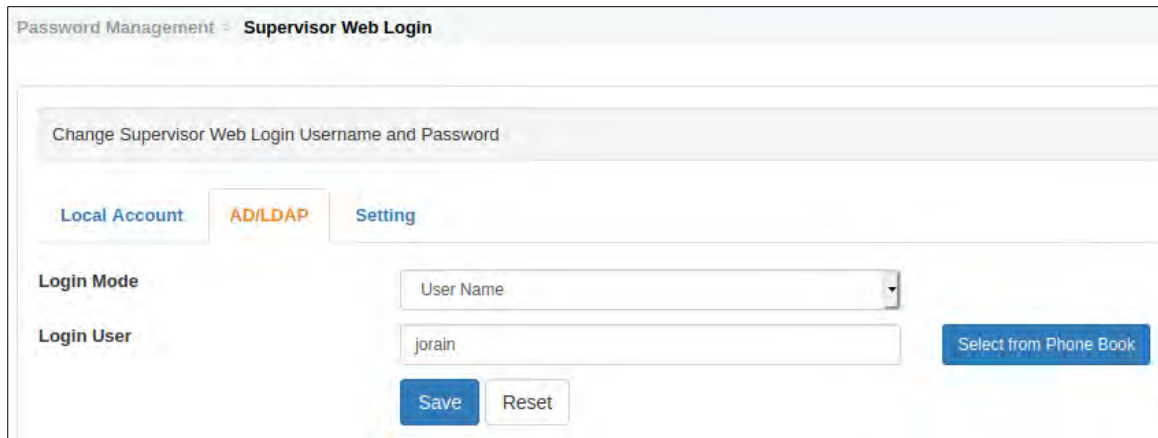 Password Management Supervisor Web Login
Change Supervisor Web Login Username and Password
Local Account AD/LDAP Setting
Login Mode User Name
Login User jorain Select from Phone Book
Save Reset